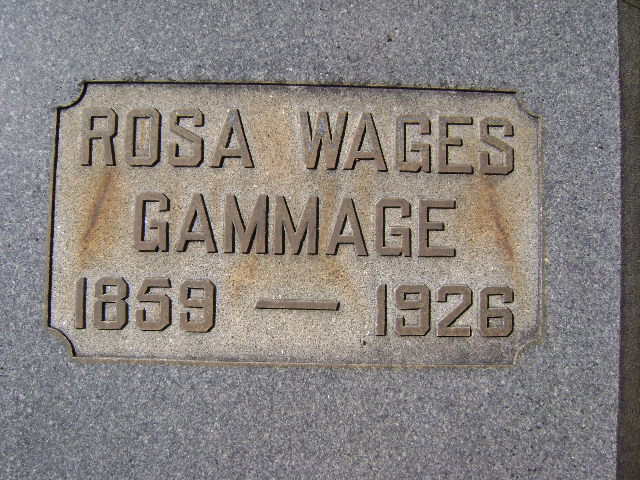 ROSA WAGES
GAMMAGE
1859 — 1926